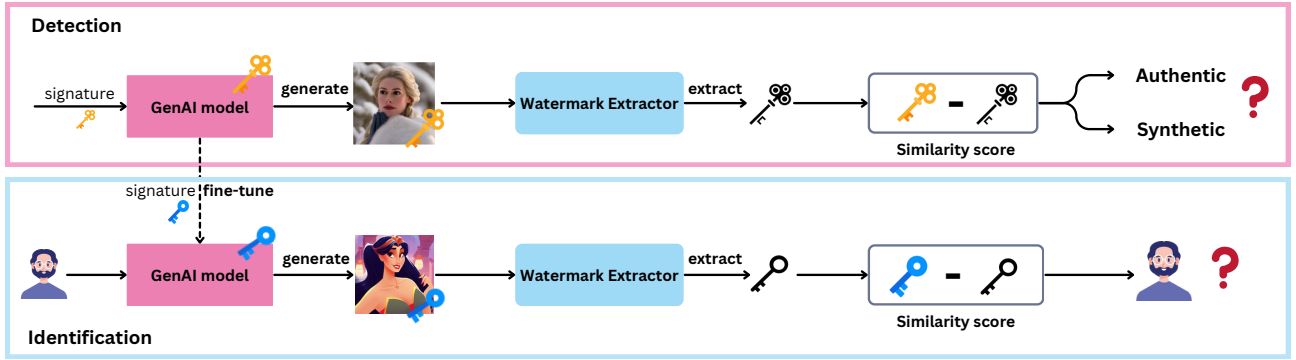 Detection
signature
GenAI model
generate
Watermark Extractor
extract
Similarity score
Authentic
Synthetic
?
signature fine-tune
GenAI model
generate
Watermark Extractor
extract
Similarity score
?
Identification